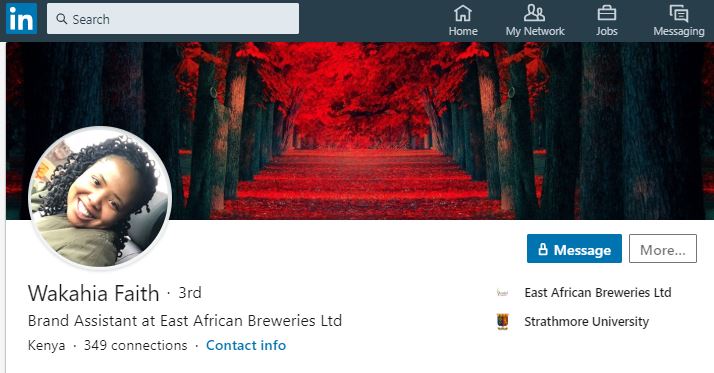 in Search Home My Network Jobs Messaging
Message More...
Wakahia Faith · 3rd
East African Breweries Ltd
Brand Assistant at East African Breweries Ltd
Strathmore University
Kenya · 349 connections · Contact info